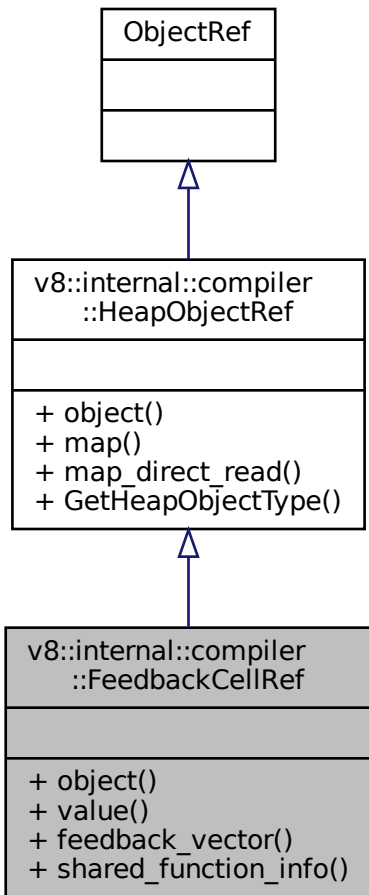 ObjectRef
v8::internal::compiler
::HeapObjectRef
+ object()
+ map()
+ map_direct_read()
+ GetHeapObjectType()
v8::internal::compiler
::FeedbackCellRef
+ object()
+ value()
+ feedback_vector()
+ shared_function_info()